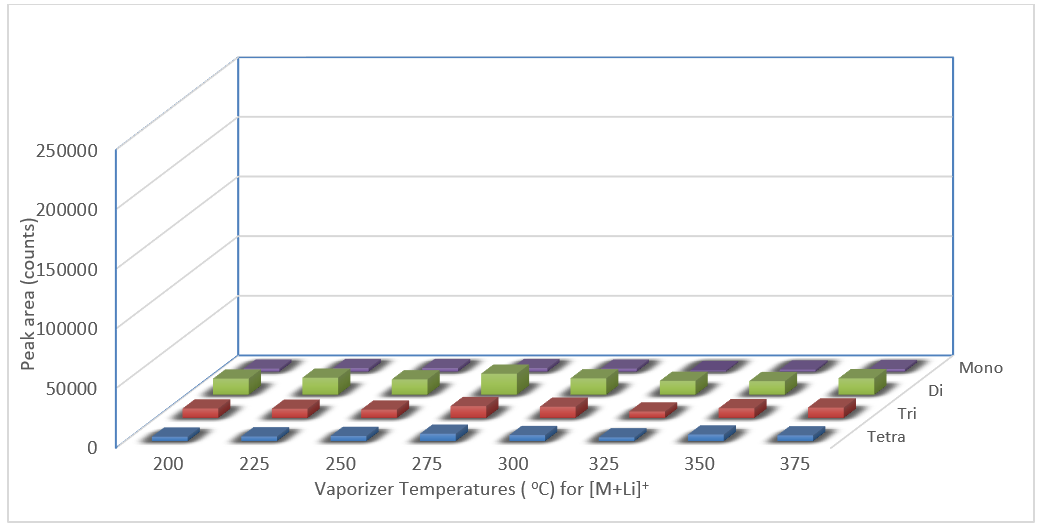 250000
200000
150000
100000
50000
0
Peak area (counts)
Mono
Di
Tri
Tetra
200 225 250 275 300 325 350 375
Vaporizer Temperatures ( ⁰C) for [M+Li]⁺